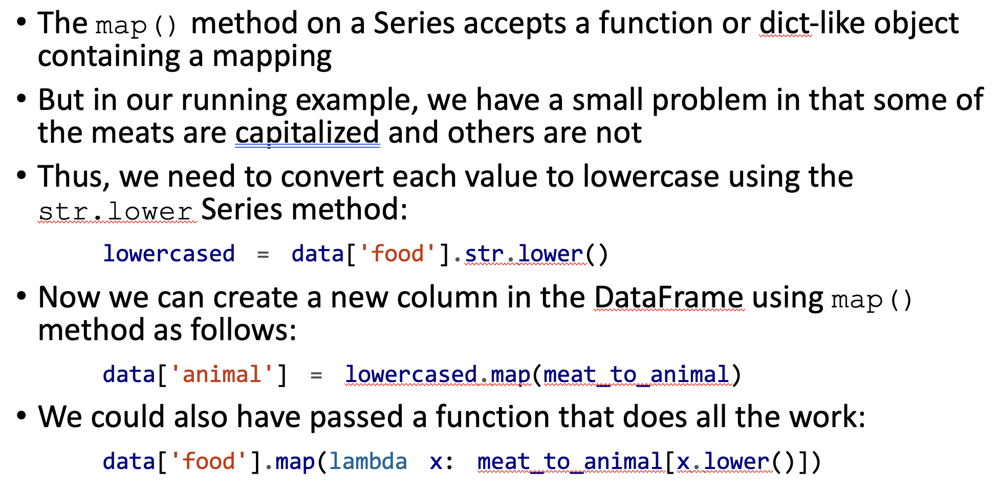 • The map() method on a Series accepts a function or dict-like object
containing a mapping
• But in our running example, we have a small problem in that some of
the meats are capitalized and others are not
• Thus, we need to convert each value to lowercase using the
str.lower Series method:
lowercased = data['food'].str.lower()
• Now we can create a new column in the DataFrame using map()
method as follows:
data['animal'] = lowercased.map(meat_to_animal)
• We could also have passed a function that does all the work:
data['food'].map(lambda x: meat_to_animal[x.lower()])